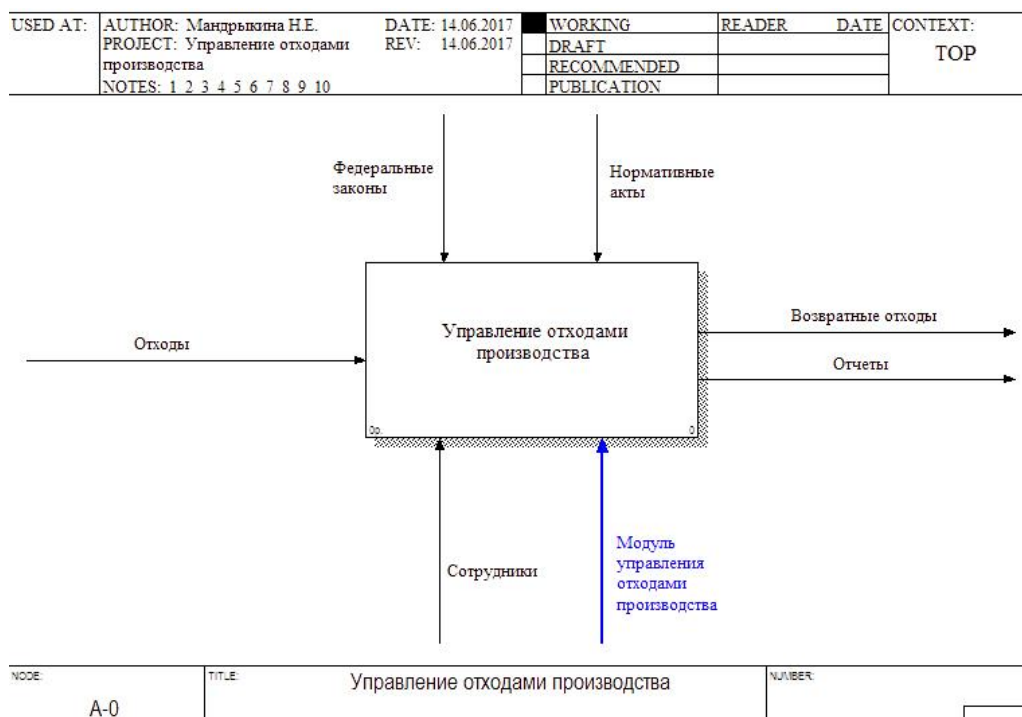 USED AT:
AUTHOR: Мандрыкина Н.Е.
DATE: 14.06.2017
PROJECT: Управление отходами
производства
REV: 14.06.2017
NOTES: 1 2 3 4 5 6 7 8 9 10
WORKING
DRAFT
RECOMMENDED
PUBLICATION
READER
DATE
CONTEXT:
TOP
Федеральные
законы
Нормативные
акты
Отходы
Управление отходами
производства
0р.
0
Возвратные отходы
Отчеты
Сотрудники
Модуль
управления
отходами
производства
NODE:
A-0
TITLE:
Управление отходами производства
NUMBER: